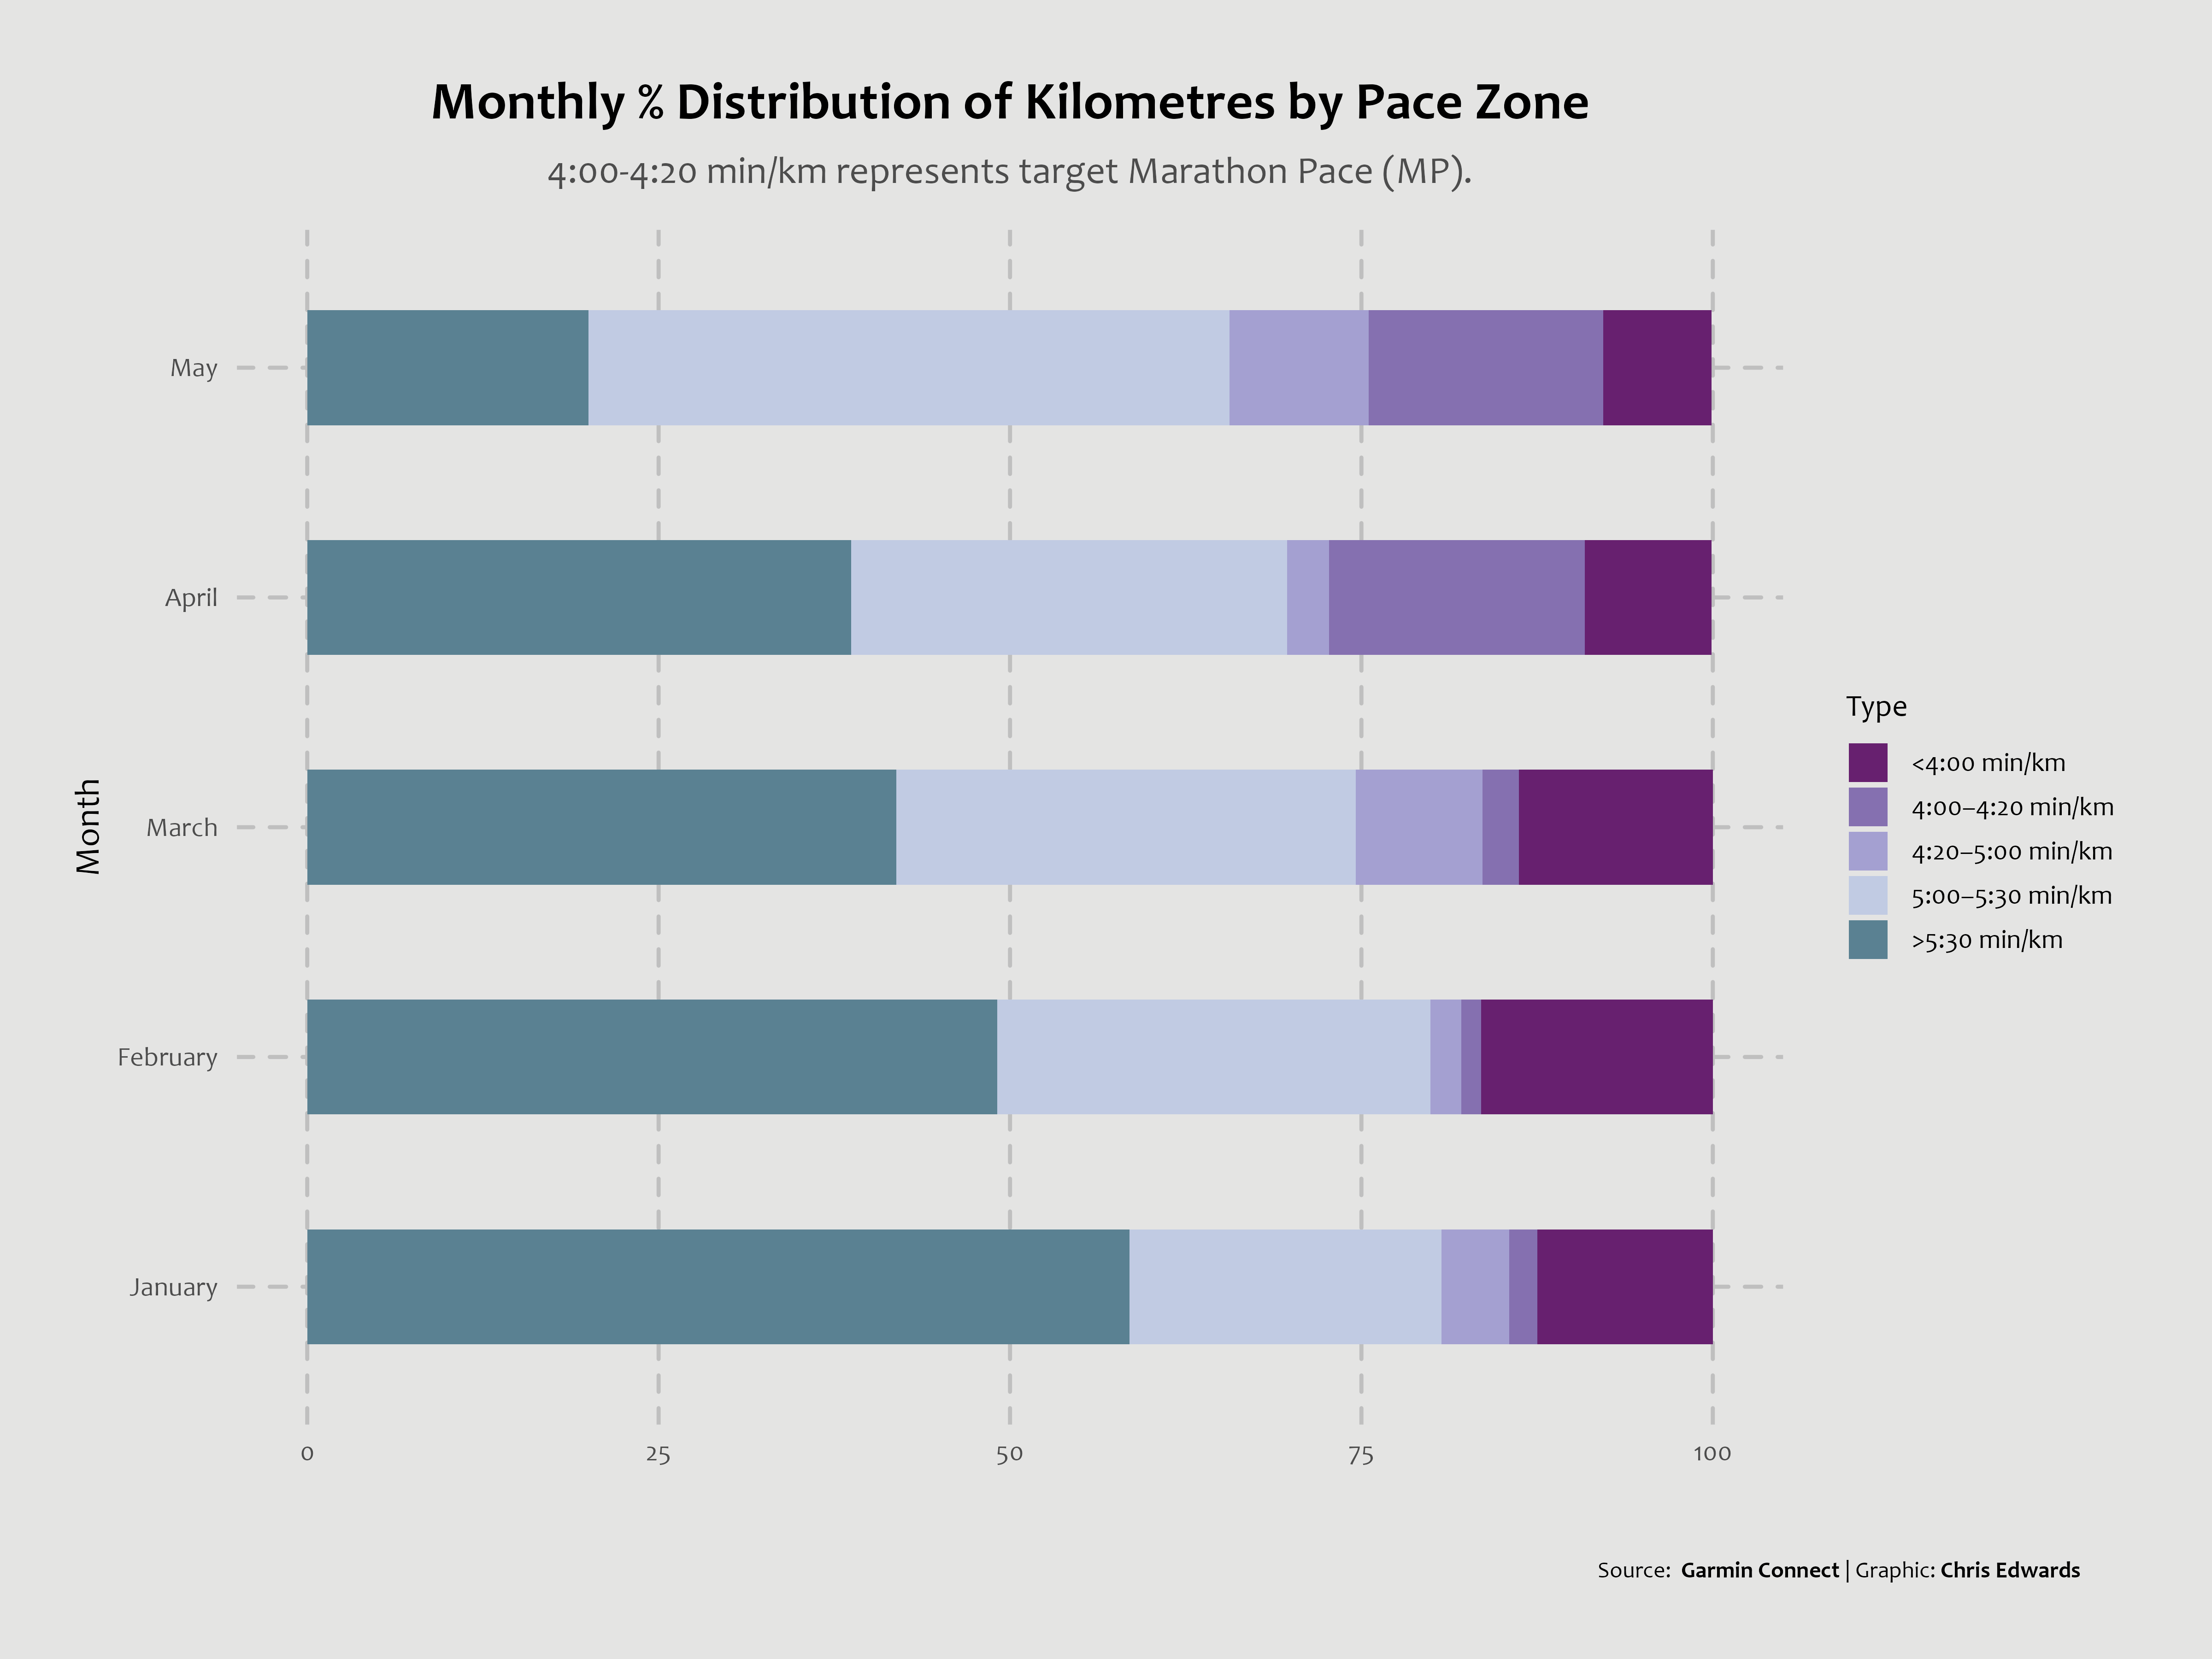 Monthly % Distribution of Kilometres by Pace Zone
4:00-4:20 min/km represents target Marathon Pace (MP).
Month
May
April
March
February
January
0 25 50 75 100
Type
<4:00 min/km
4:00–4:20 min/km
4:20–5:00 min/km
5:00–5:30 min/km
>5:30 min/km
Source: Garmin Connect | Graphic: Chris Edwards